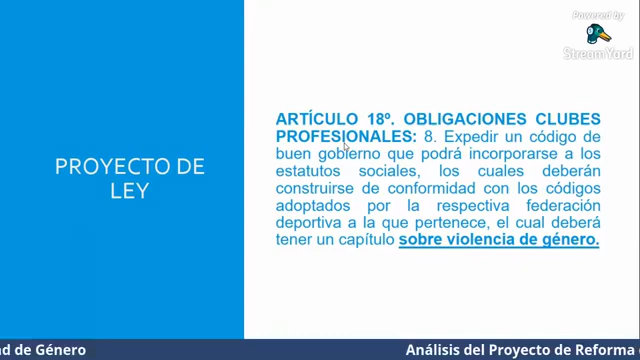 Powered by
StreamYard
ARTÍCULO 18º. OBLIGACIONES CLUBES
PROFESIONALES: 8. Expedir un código de
buen gobierno que podrá incorporarse a los
estatutos sociales, los cuales deberán
construirse de conformidad con los códigos
adoptados por la respectiva federación
deportiva a la que pertenece, el cual deberá
tener un capítulo sobre violencia de género.
PROYECTO DE
LEY
ad de Género
Análisis del Proyecto de Reforma